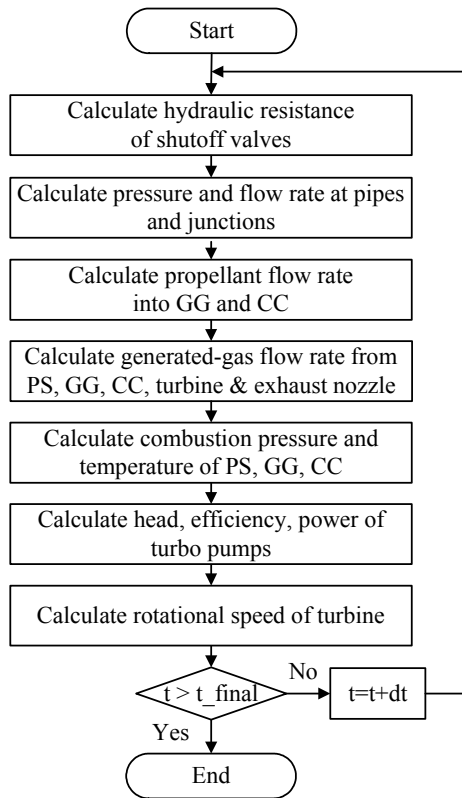 Start
Calculate hydraulic resistance
of shutoff valves
Calculate pressure and flow rate at pipes
and junctions
Calculate propellant flow rate
into GG and CC
Calculate generated-gas flow rate from
PS, GG, CC, turbine & exhaust nozzle
Calculate combustion pressure and
temperature of PS, GG, CC
Calculate head, efficiency, power of
turbo pumps
Calculate rotational speed of turbine
t > t_final
No
t=t+dt
Yes
End